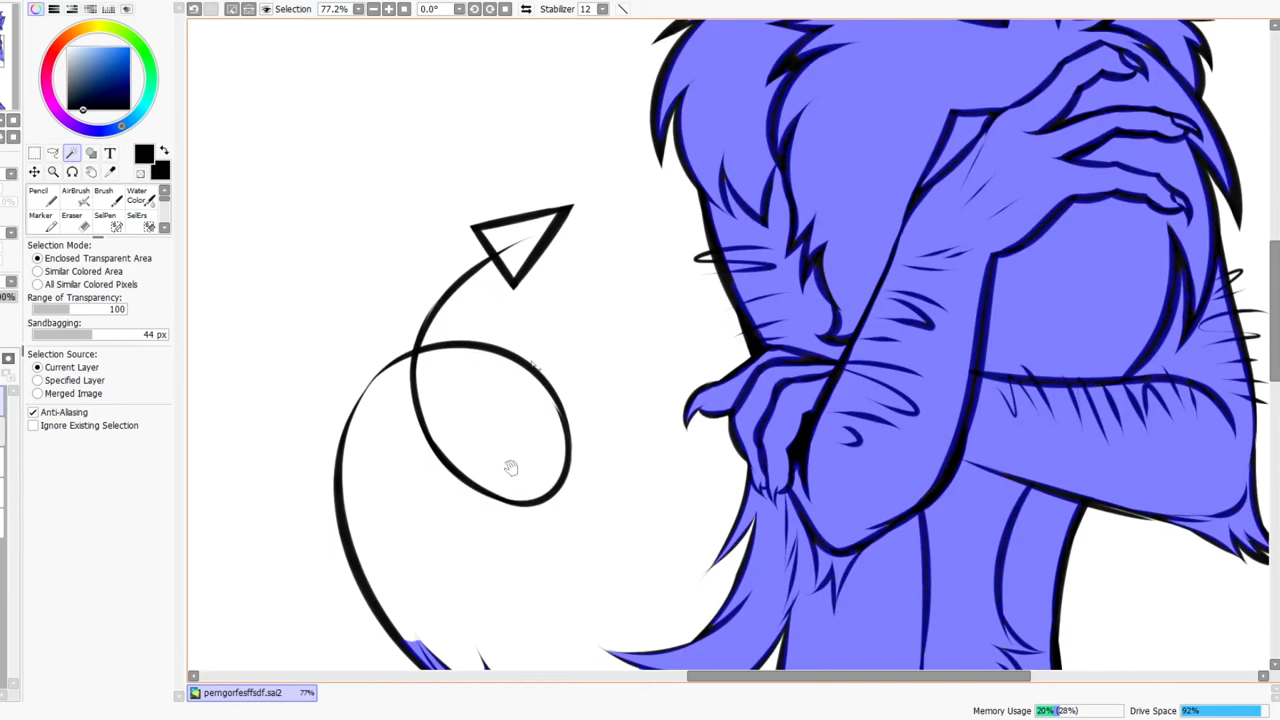 Selection 77.2% 0.0° Stabilizer 12
T
Pencil AirBrush Brush Water Color
Marker Eraser SelPen SelErs
Selection Mode:
Enclosed Transparent Area
Similar Colored Area
All Similar Colored Pixels
Range of Transparency:
100
Sandbagging:
44 px
Selection Source:
Current Layer
Specified Layer
Merged Image
Anti-Aliasing
Ignore Existing Selection
perngorfesffsdf.sai2 77%
Memory Usage 20% (28%) Drive Space 92%